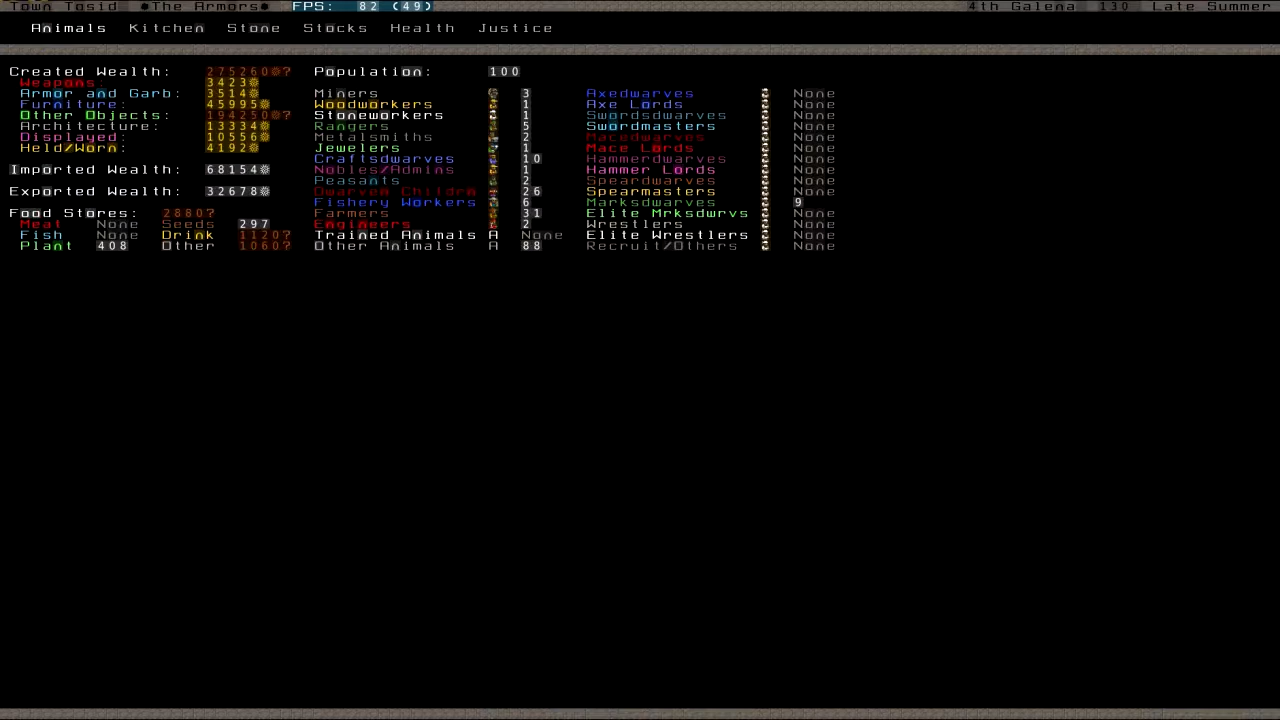 Town Tosid "The Armors" FPS: 82 (49) 4th Galena 130 Late Summer
Animals Kitchen Stone Stocks Health Justice
Created Wealth: 275260☼? Population: 100
Weapons: 3423☼
Armor and Garb: 3514☼ Miners 3 Axedwarves None
Furniture: 45995☼ Woodworkers 1 Axe Lords None
Other Objects: 194250☼? Stoneworkers 1 Swordsdwarves None
Architecture: 13334☼ Rangers 5 Swordmasters None
Displayed: 10556☼ Metalsmiths 2 Macedwarves None
Held/Worn: 4192☼ Jewelers 1 Mace Lords None
Craftsdwarves 10 Hammerdwarves None
Imported Wealth: 68154☼ Nobles/Admins 1 Hammer Lords None
Peasants 2 Speardwarves None
Exported Wealth: 32678☼ Dwarven Childre 26 Spearmasters None
Fishery Workers 6 Marksdwarves 9
Food Stores: 2880? Farmers 31 Elite Mrksdwrvs None
Meat None Seeds 297 Engineers 2 Wrestlers None
Fish None Drink 1120? Trained Animals None Elite Wrestlers None
Plant 408 Other 1060? Other Animals 88 Recruit/Others None